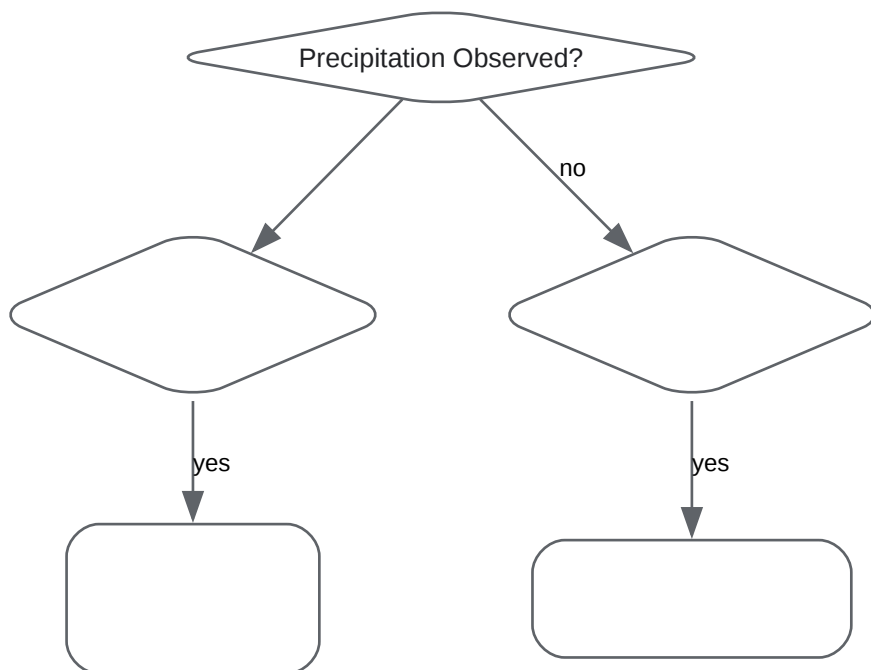 Precipitation Observed?
no
yes
yes